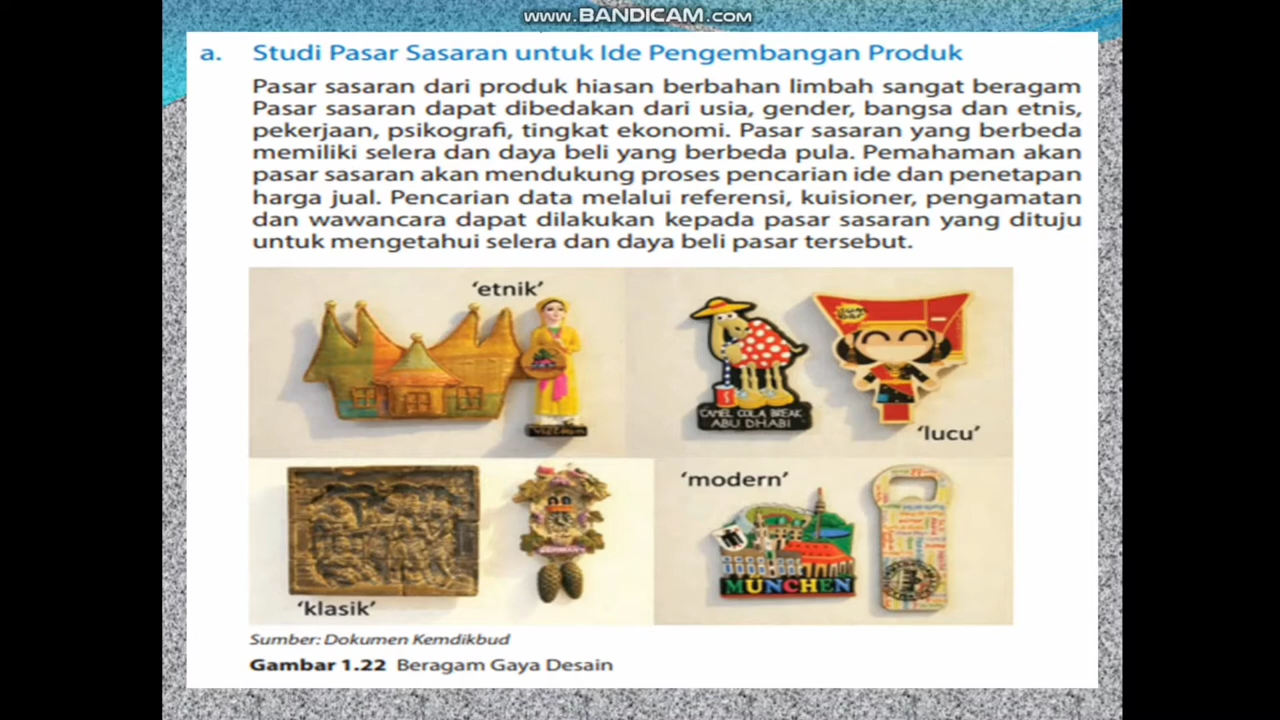 www.BANDICAM.com
a. Studi Pasar Sasaran untuk Ide Pengembangan Produk
Pasar sasaran dari produk hiasan berbahan limbah sangat beragam
Pasar sasaran dapat dibedakan dari usia, gender, bangsa dan etnis,
pekerjaan, psikografi, tingkat ekonomi. Pasar sasaran yang berbeda
memiliki selera dan daya beli yang berbeda pula. Pemahaman akan
pasar sasaran akan mendukung proses pencarian ide dan penetapan
harga jual. Pencarian data melalui referensi, kuisioner, pengamatan
dan wawancara dapat dilakukan kepada pasar sasaran yang dituju
untuk mengetahui selera dan daya beli pasar tersebut.
'etnik'
CAMEL COLA BREAK
ABU DHABI
'lucu'
'klasik'
'modern'
MÜNCHEN
Sumber: Dokumen Kemdikbud
Gambar 1.22 Beragam Gaya Desain